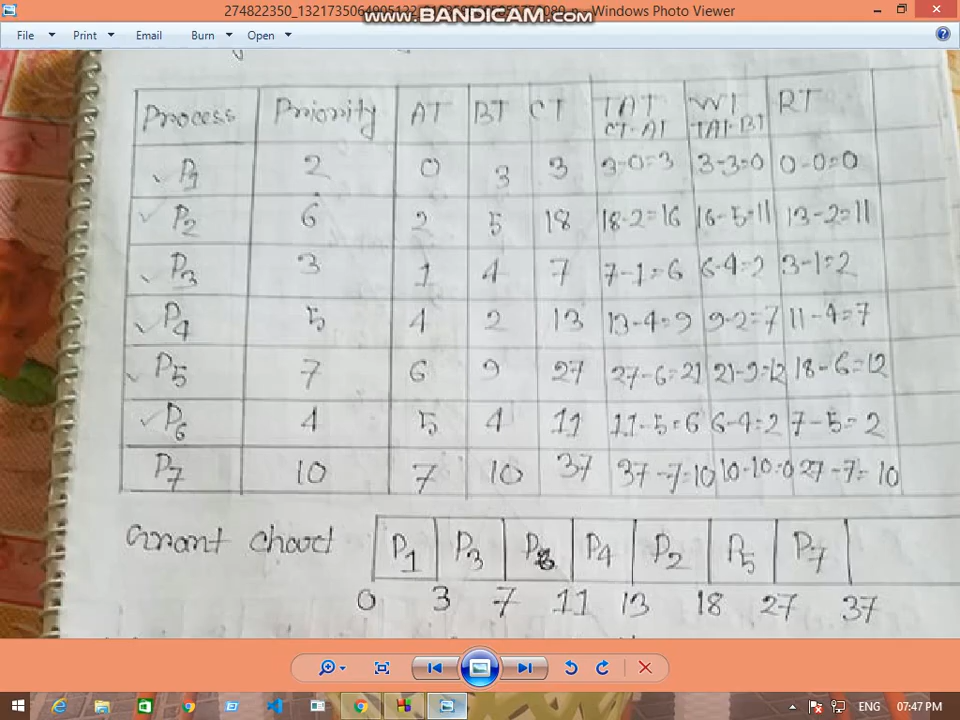 www.BANDICAM.com
- Windows Photo Viewer
File Print Email Burn Open
Process Priority AT BT CT TAT WT RT
CT-AT TAT-BT
P1 2 0 3 3 3-0=3 3-3=0 0-0=0
P2 6 2 5 18 18-2=16 16-5=11 13-2=11
P3 3 1 4 7 7-1=6 6-4=2 3-1=2
P4 5 4 2 13 13-4=9 9-2=7 11-4=7
P5 7 6 9 27 27-6=21 21-9=12 18-6=12
P6 4 5 4 11 11-5=6 6-4=2 7-5=2
P7 10 7 10 37 37-7=10 10-10=0 27-7=10
Grant chart P1 P3 P6 P4 P2 P5 P7
0 3 7 11 13 18 27 37
ENG 07:47 PM